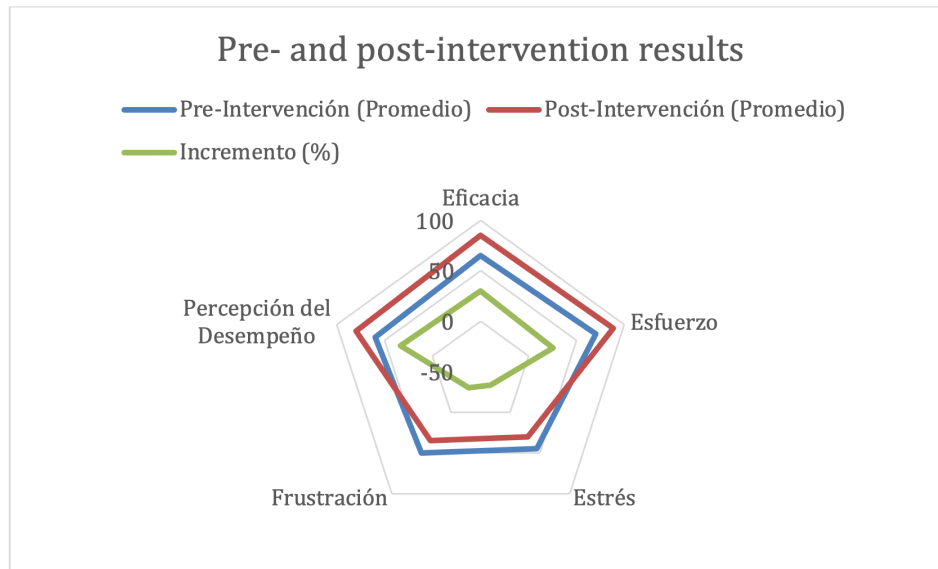 Pre- and post-intervention results
Pre-Intervención (Promedio)
Post-Intervención (Promedio)
Incremento (%)
Eficacia
100
50
0
-50
Percepción del
Desempeño
Esfuerzo
Frustración
Estrés